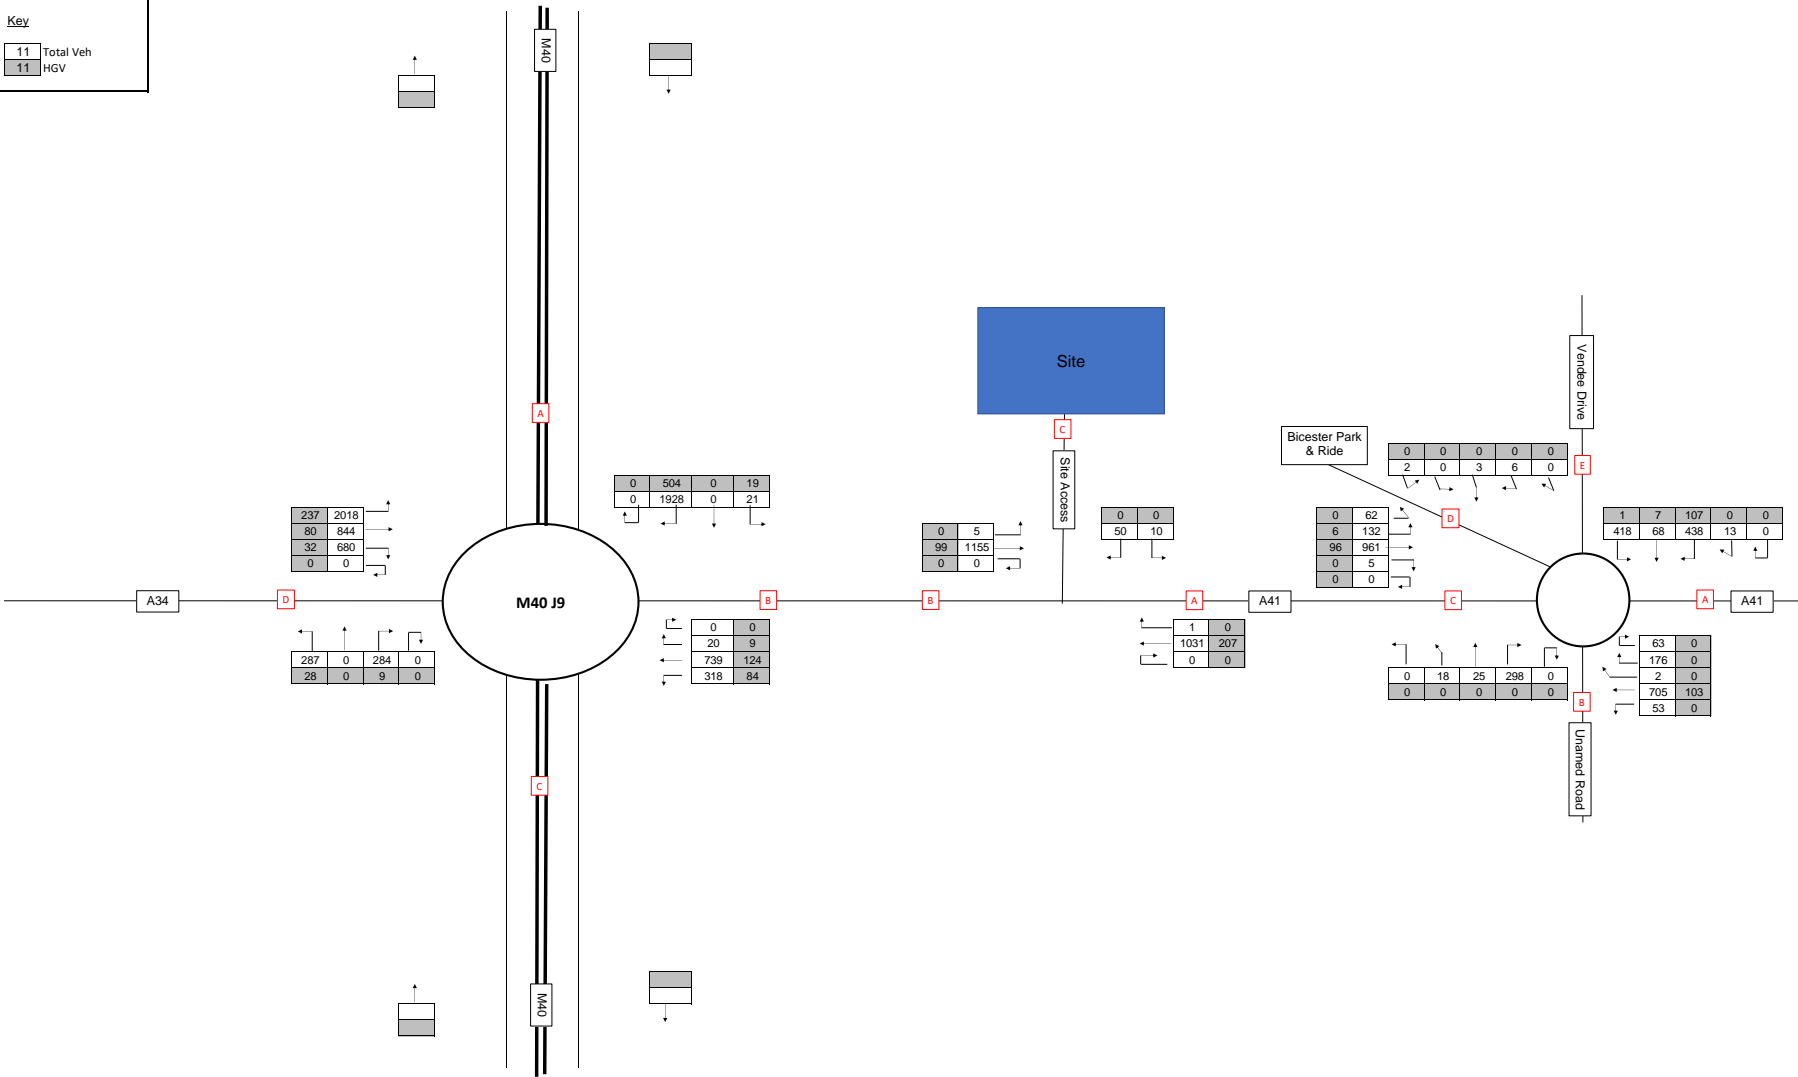 Key
11 Total Veh
11 HGV
M40
A
Site
C
Site Access
Vendee Drive
Bicester Park
& Ride
E
D
0 504 0 19
0 1928 0 21
237 2018
80 844
32 680
0 0
0 5
99 1155
0 0
0 0
50 10
0 0 0 0 0
2 0 3 6 0
0 62
6 132
96 961
0 5
0 0
1 7 107 0 0
418 68 438 13 0
A34
D
M40 J9
B
B
A
A41
C
A
A41
287 0 284 0
28 0 9 0
0 0
20 9
739 124
318 84
1 0
1031 207
0 0
0 18 25 298 0
0 0 0 0 0
63 0
176 0
2 0
705 103
53 0
B
Unamed Road
C
M40